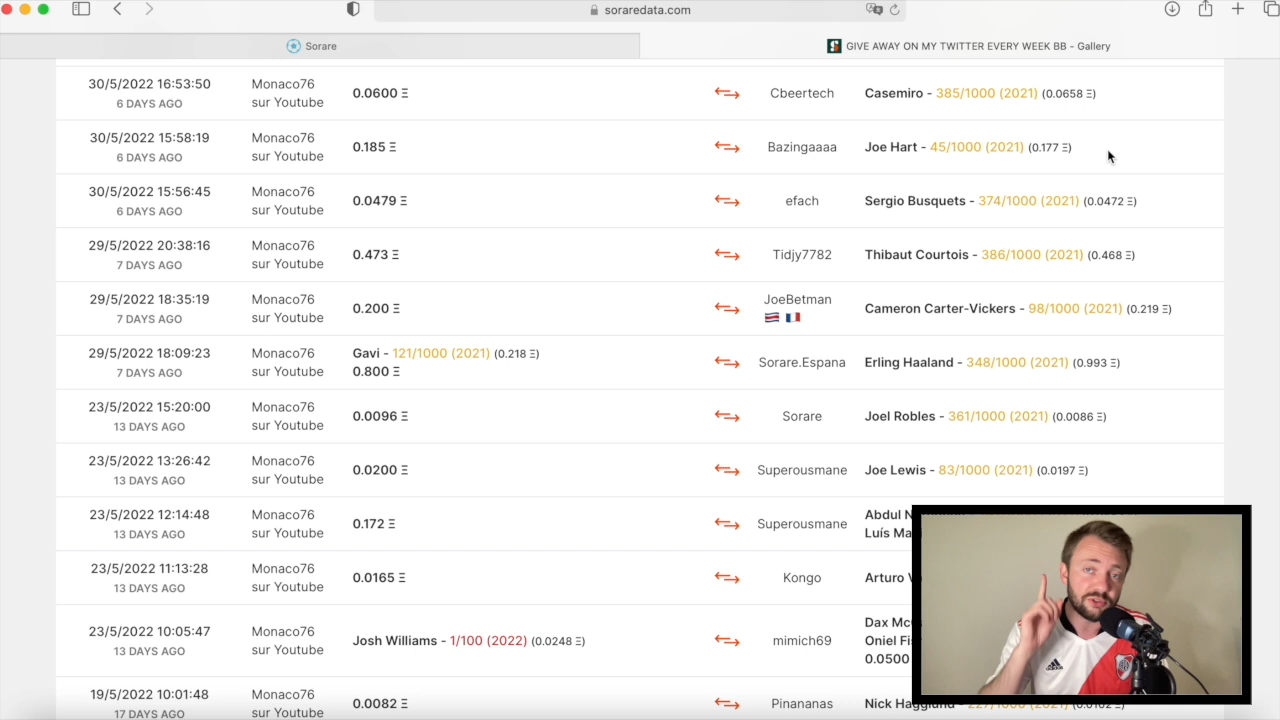 soraredata.com
Sorare
GIVE AWAY ON MY TWITTER EVERY WEEK BB - Gallery
30/5/2022 16:53:50
6 DAYS AGO
Monaco76
sur Youtube
0.0600 Ξ
Cbeertech
Casemiro - 385/1000 (2021) (0.0658 Ξ)
30/5/2022 15:58:19
6 DAYS AGO
Monaco76
sur Youtube
0.185 Ξ
Bazingaaaa
Joe Hart - 45/1000 (2021) (0.177 Ξ)
30/5/2022 15:56:45
6 DAYS AGO
Monaco76
sur Youtube
0.0479 Ξ
efach
Sergio Busquets - 374/1000 (2021) (0.0472 Ξ)
29/5/2022 20:38:16
7 DAYS AGO
Monaco76
sur Youtube
0.473 Ξ
Tidjy7782
Thibaut Courtois - 386/1000 (2021) (0.468 Ξ)
29/5/2022 18:35:19
7 DAYS AGO
Monaco76
sur Youtube
0.200 Ξ
JoeBetman
Cameron Carter-Vickers - 98/1000 (2021) (0.219 Ξ)
29/5/2022 18:09:23
7 DAYS AGO
Monaco76
sur Youtube
Gavi - 121/1000 (2021) (0.218 Ξ)
0.800 Ξ
Sorare.Espana
Erling Haaland - 348/1000 (2021) (0.993 Ξ)
23/5/2022 15:20:00
13 DAYS AGO
Monaco76
sur Youtube
0.0096 Ξ
Sorare
Joel Robles - 361/1000 (2021) (0.0086 Ξ)
23/5/2022 13:26:42
13 DAYS AGO
Monaco76
sur Youtube
0.0200 Ξ
Superousmane
Joe Lewis - 83/1000 (2021) (0.0197 Ξ)
23/5/2022 12:14:48
13 DAYS AGO
Monaco76
sur Youtube
0.172 Ξ
Superousmane
Abdul
Luís
23/5/2022 11:13:28
13 DAYS AGO
Monaco76
sur Youtube
0.0165 Ξ
Kongo
Arturo
23/5/2022 10:05:47
13 DAYS AGO
Monaco76
sur Youtube
Josh Williams - 1/100 (2022) (0.0248 Ξ)
mimich69
Dax
Oniel
0.0500
19/5/2022 10:01:48
17 DAYS AGO
Monaco76
sur Youtube
0.0082 Ξ
Pinananas
Nick Hagglund - 227/1000 (2021) (0.0102 Ξ)